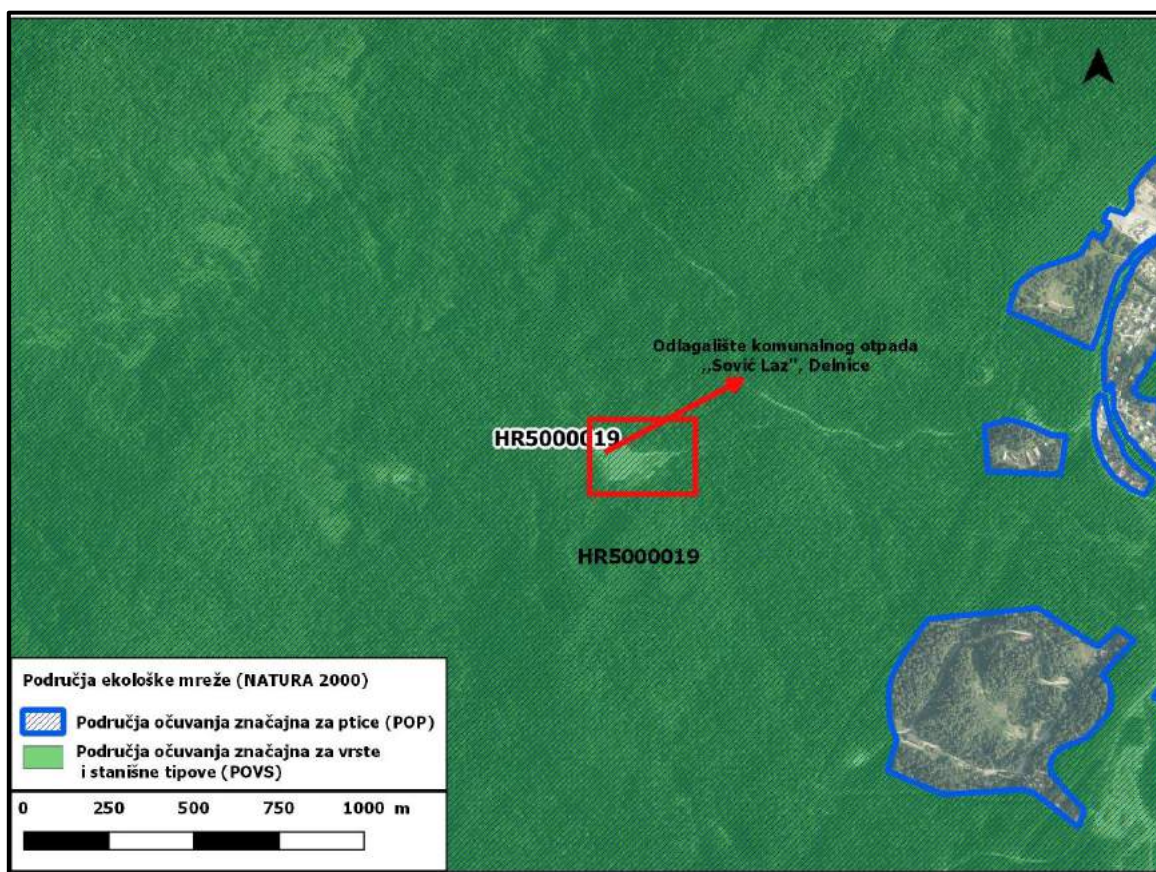 Odlagalište komunalnog otpada
„Sović Laz”, Delnice
HR5000019
HR5000019
Područja ekološke mreže (NATURA 2000)
Područja očuvanja značajna za ptice (POP)
Područja očuvanja značajna za vrste
i stanišne tipove (POVS)
0 250 500 750 1000 m